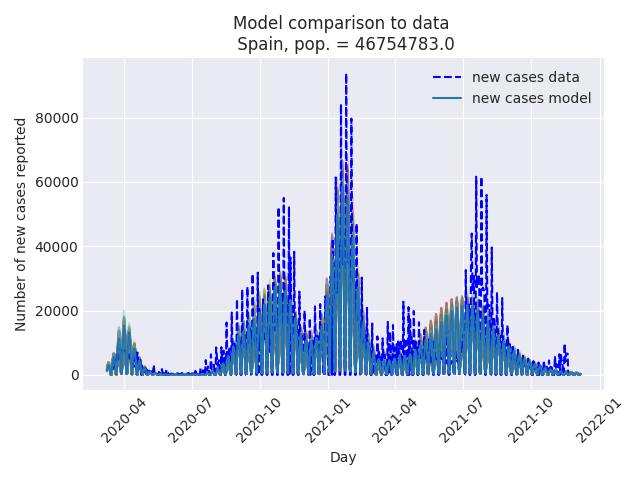 Model comparison to data
Spain, pop. = 46754783.0
new cases data
new cases model
Number of new cases reported
80000
60000
40000
20000
0
2020-04
2020-07
2020-10
2021-01
2021-04
2021-07
2021-10
2022-01
Day